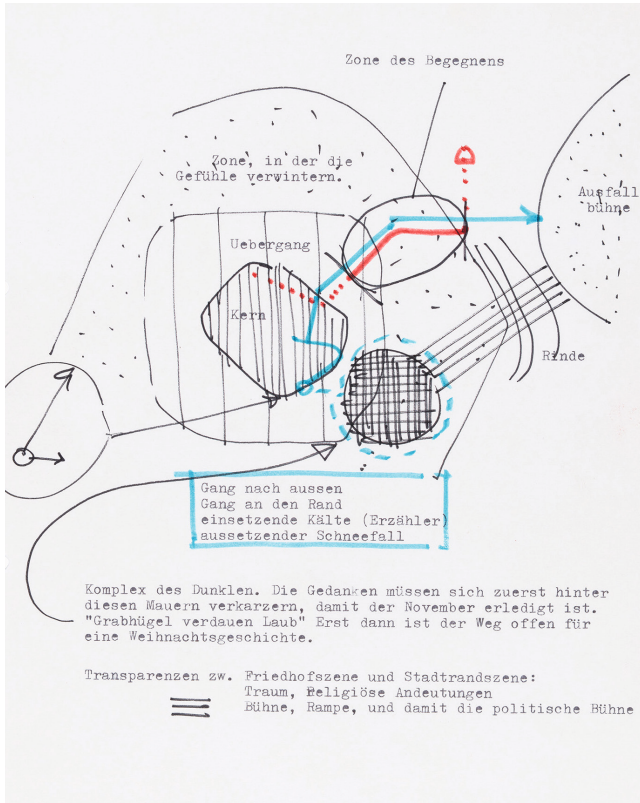 Zone des Begegnens
Zone, in der die
Gefühle verwintern.
Ausfall
bühne
Uebergang
Kern
Rinde
Gang nach aussen
Gang an den Rand
einsetzende Kälte (Erzähler)
aussetzender Schneefall
Komplex des Dunklen. Die Gedanken müssen sich zuerst hinter
diesen Mauern verkarzern, damit der November erledigt ist.
"Grabhügel verdauen Laub" Erst dann ist der Weg offen für
eine Weihnachtsgeschichte.
Transparenzen zw. Friedhofszene und Stadtrandszene:
Traum, Religiöse Andeutungen
Bühne, Rampe, und damit die politische Bühne